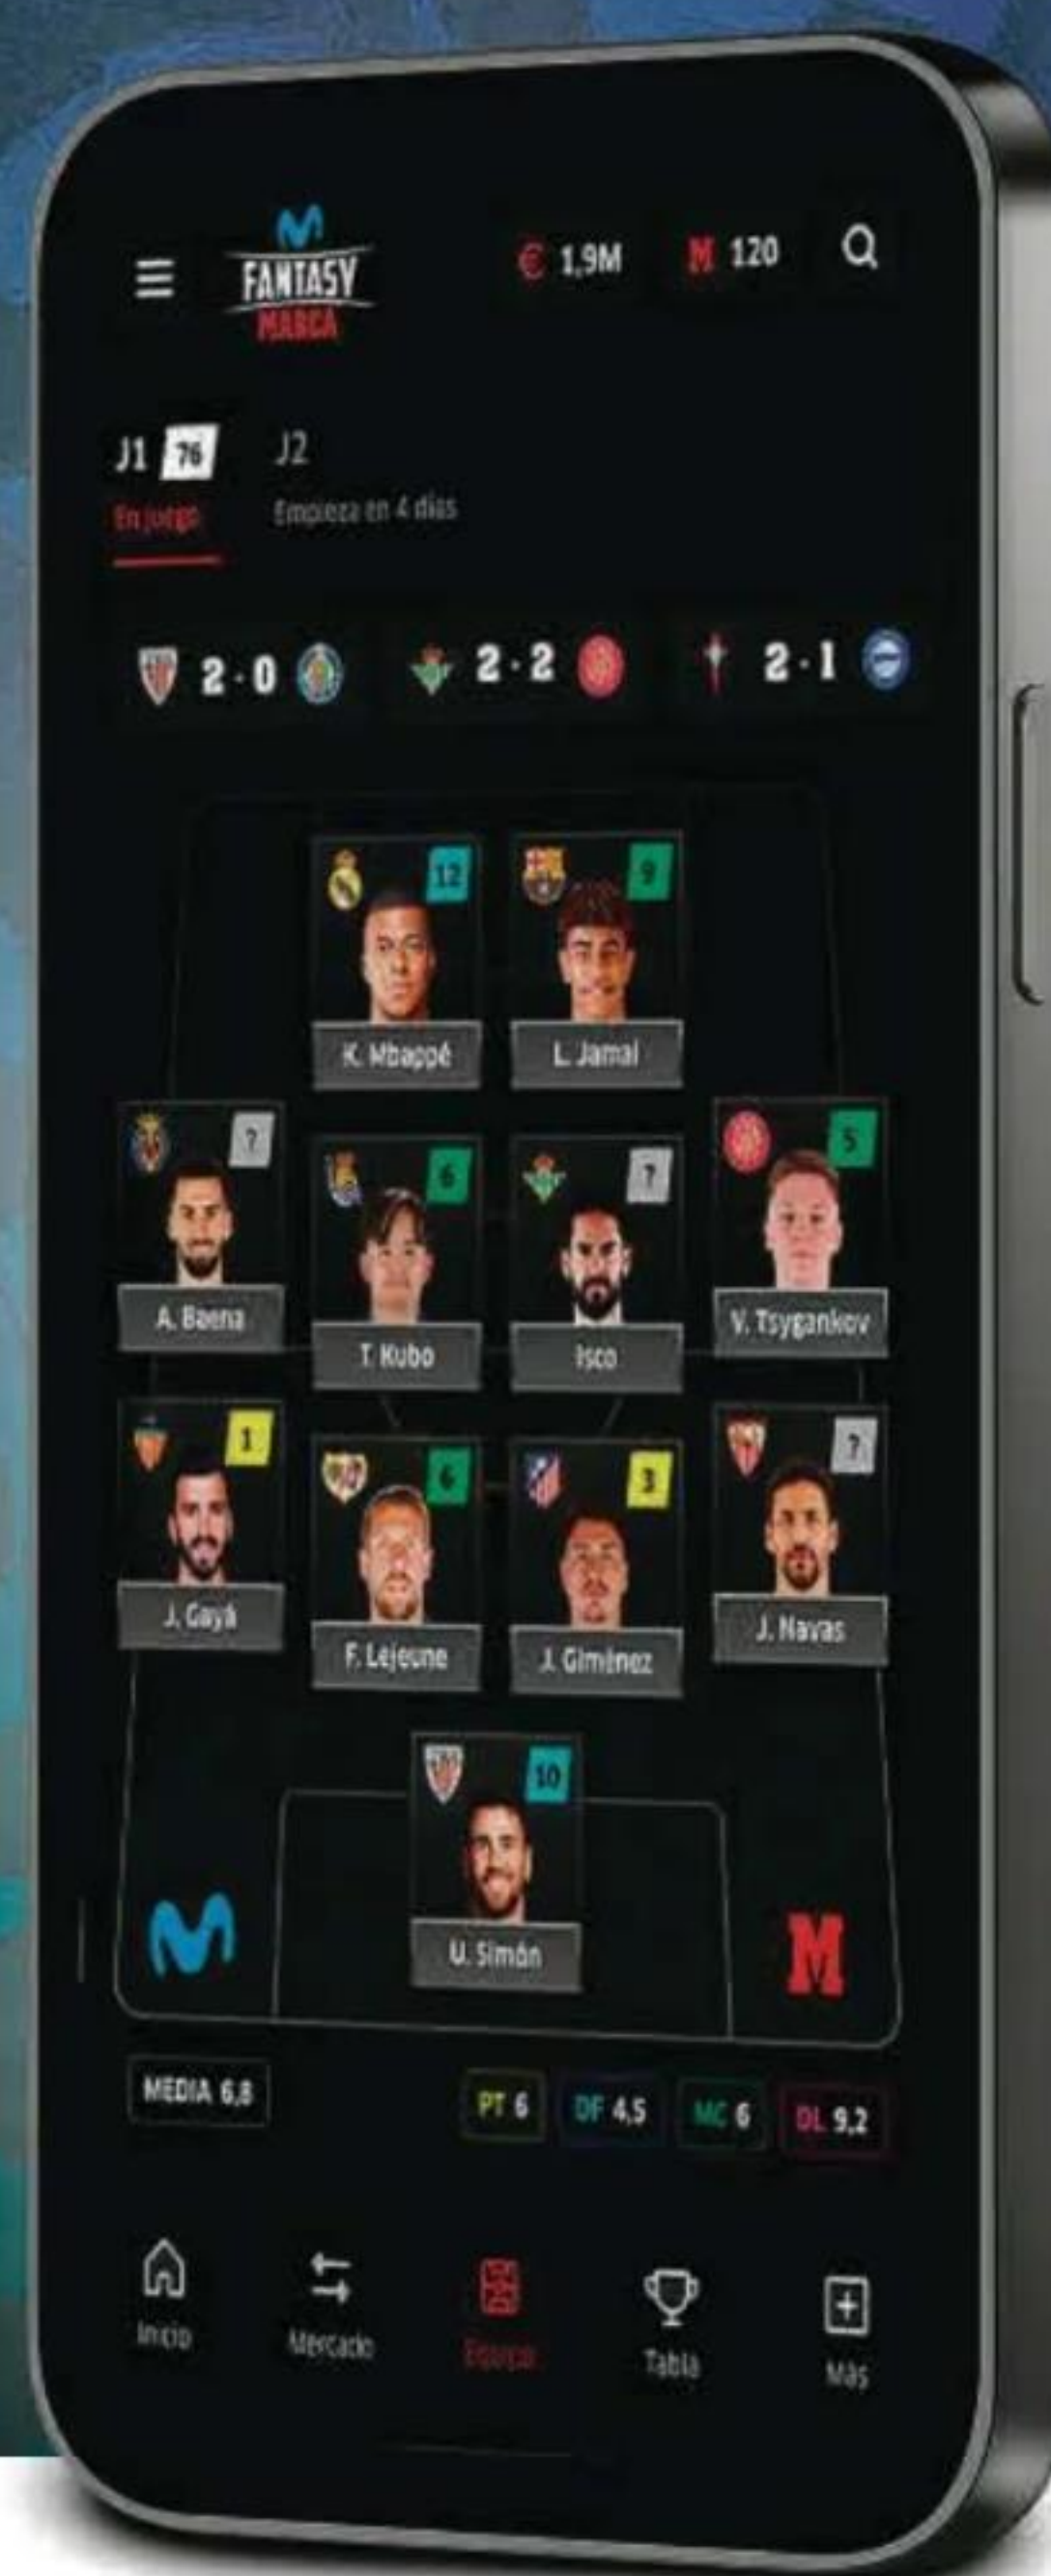 FANTASY
MARCA
€ 1,9M
M 120
J1 76
J2
En juego
Empieza en 4 días
2 - 0
2 - 2
2 - 1
12
9
K. Mbappé
L. Jamal
?
6
?
5
A. Baena
T. Kubo
Isco
V. Tsygankov
1
6
3
?
J. Gayà
F. Lejeune
J. Giménez
J. Navas
10
U. Simón
M
MEDIA 6,8
PT 6
DF 4,5
MC 6
DL 9,2
Inicio
Mercado
Equipo
Tabla
Más